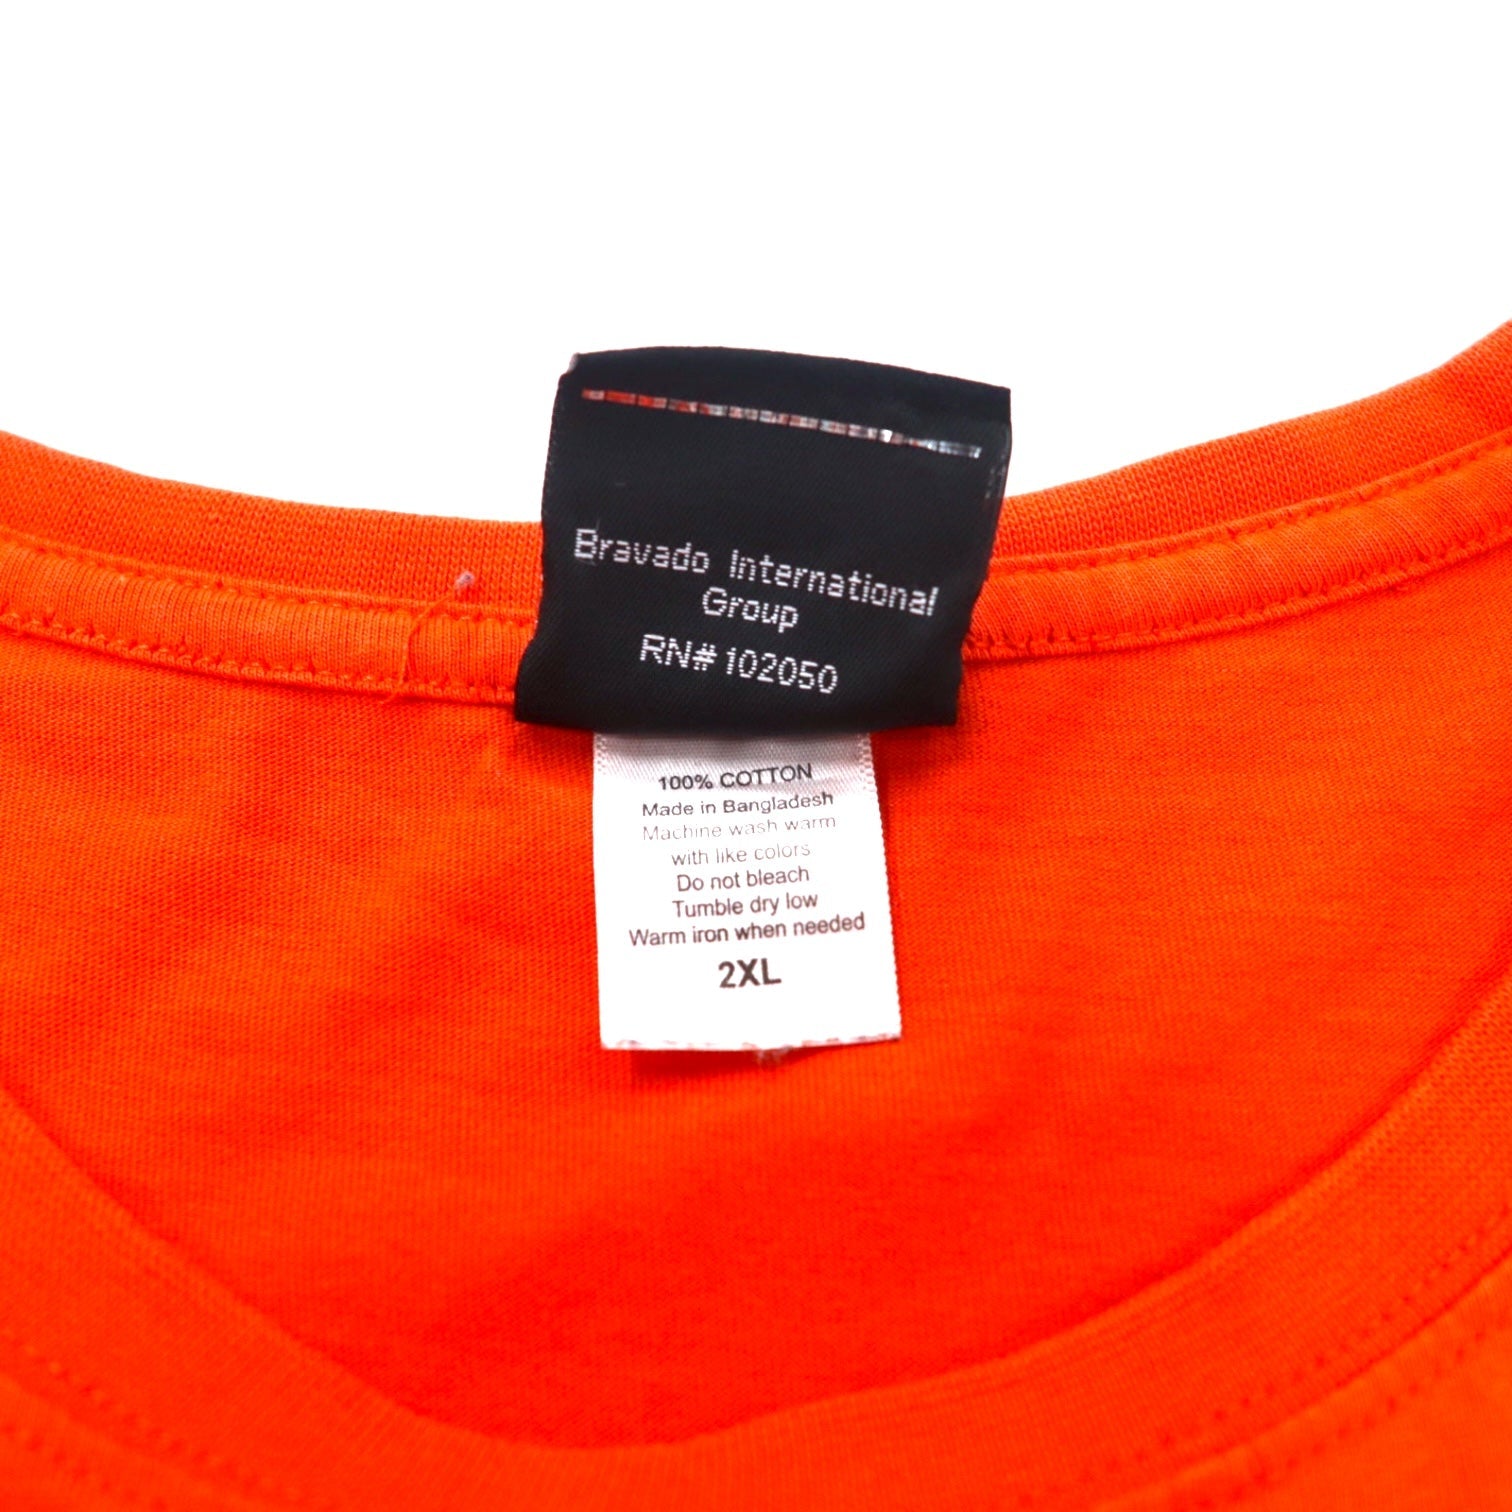 Bravado International
Group
RN# 102050
100% COTTON
Made in Bangladesh
Machine wash warm
with like colors
Do not bleach
Tumble dry low
Warm iron when needed
2XL